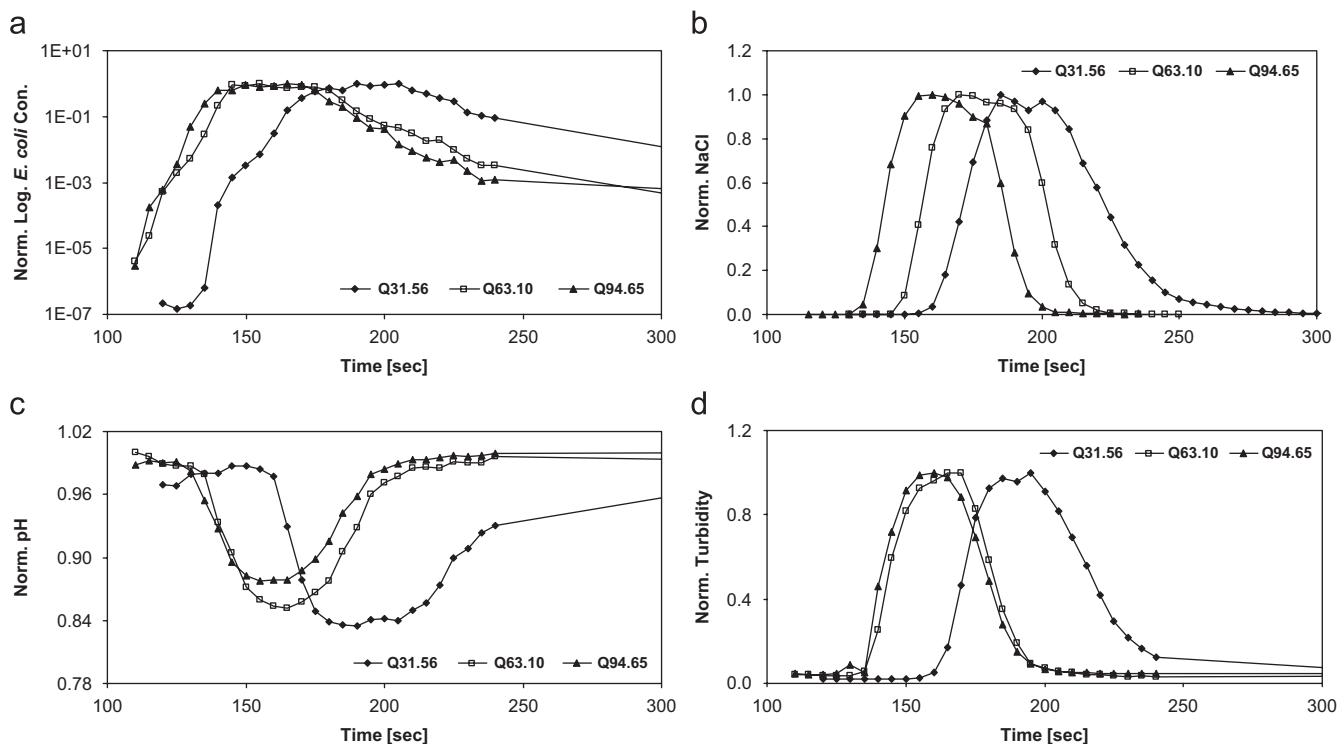 a
Norm. Log. E. coli Con.
1E+01
1E-01
1E-03
1E-05
1E-07
Q31.56 Q63.10 Q94.65
100 150 200 250 300
Time [sec]
b
Norm. NaCl
1.2
1.0
0.8
0.6
0.4
0.2
0.0
Q31.56 Q63.10 Q94.65
100 150 200 250 300
Time [sec]
c
Norm. pH
1.02
0.96
0.90
0.84
0.78
Q31.56 Q63.10 Q94.65
100 150 200 250 300
Time [sec]
d
Norm. Turbidity
1.2
0.8
0.4
0.0
Q31.56 Q63.10 Q94.65
100 150 200 250 300
Time [sec]